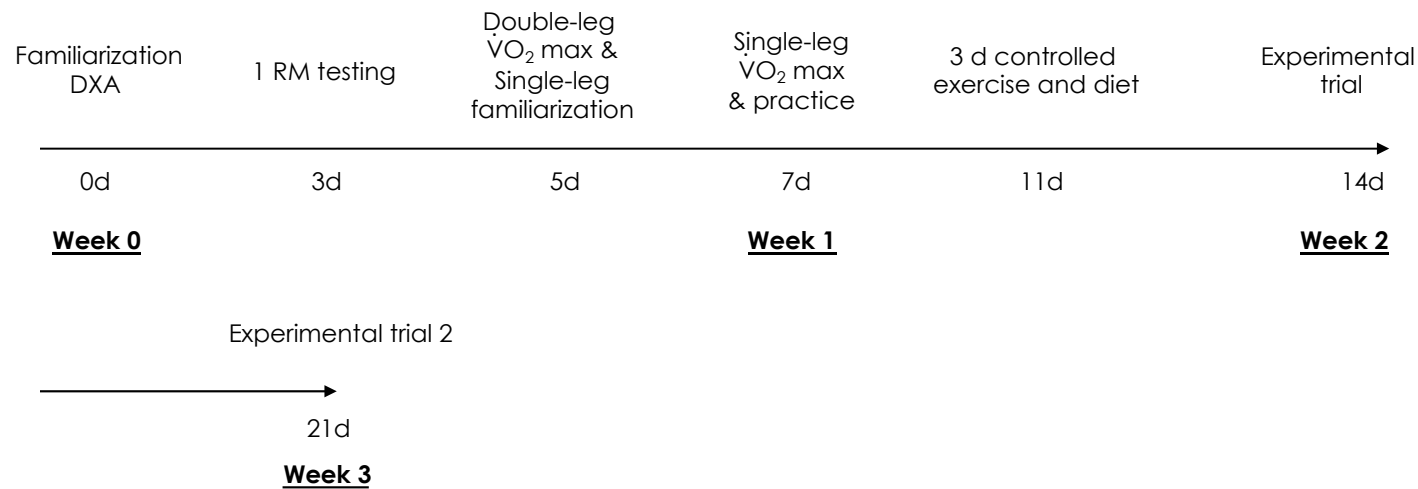 Familiarization
DXA
1 RM testing
Double-leg
V̇O₂ max &
Single-leg
familiarization
Single-leg
V̇O₂ max
& practice
3 d controlled
exercise and diet
Experimental
trial
0d
3d
5d
7d
11d
14d
Week 0
Week 1
Week 2
Experimental trial 2
21d
Week 3